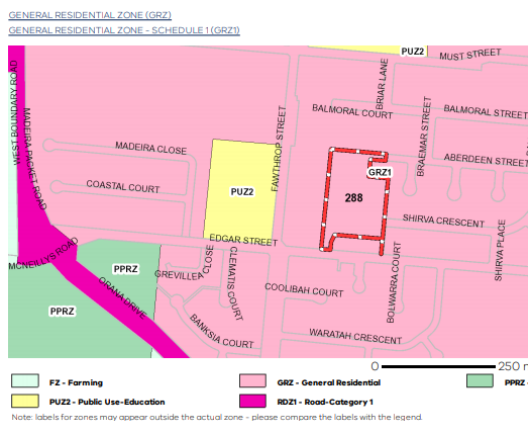 GENERAL RESIDENTIAL ZONE (GRZ)
GENERAL RESIDENTIAL ZONE - SCHEDULE 1 (GRZ1)
PUZ2
MUST STREET
WEST BOUNDARY ROAD
MADEIRA PACKET ROAD
BRIAR LANE
BALMORAL COURT
BALMORAL STREET
FAWTHROP STREET
BRAEMAR STREET
MADEIRA CLOSE
ABERDEEN STREET
GRZ1
COASTAL COURT
PUZ2
288
SHIRVA CRESCENT
EDGAR STREET
SHIRVA PLACE
MCNEILLYS ROAD
PPRZ
CLOSE
GREVILLEA
CLEMATIS COURT
COOLIBAH COURT
BOLWARRA COURT
ORANA DRIVE
PPRZ
BANKSIA COURT
WARATAH CRESCENT
0 250 m
FZ - Farming
GRZ - General Residential
PPRZ -
PUZ2 - Public Use-Education
RDZ1 - Road-Category 1
Note: labels for zones may appear outside the actual zone - please compare the labels with the legend.